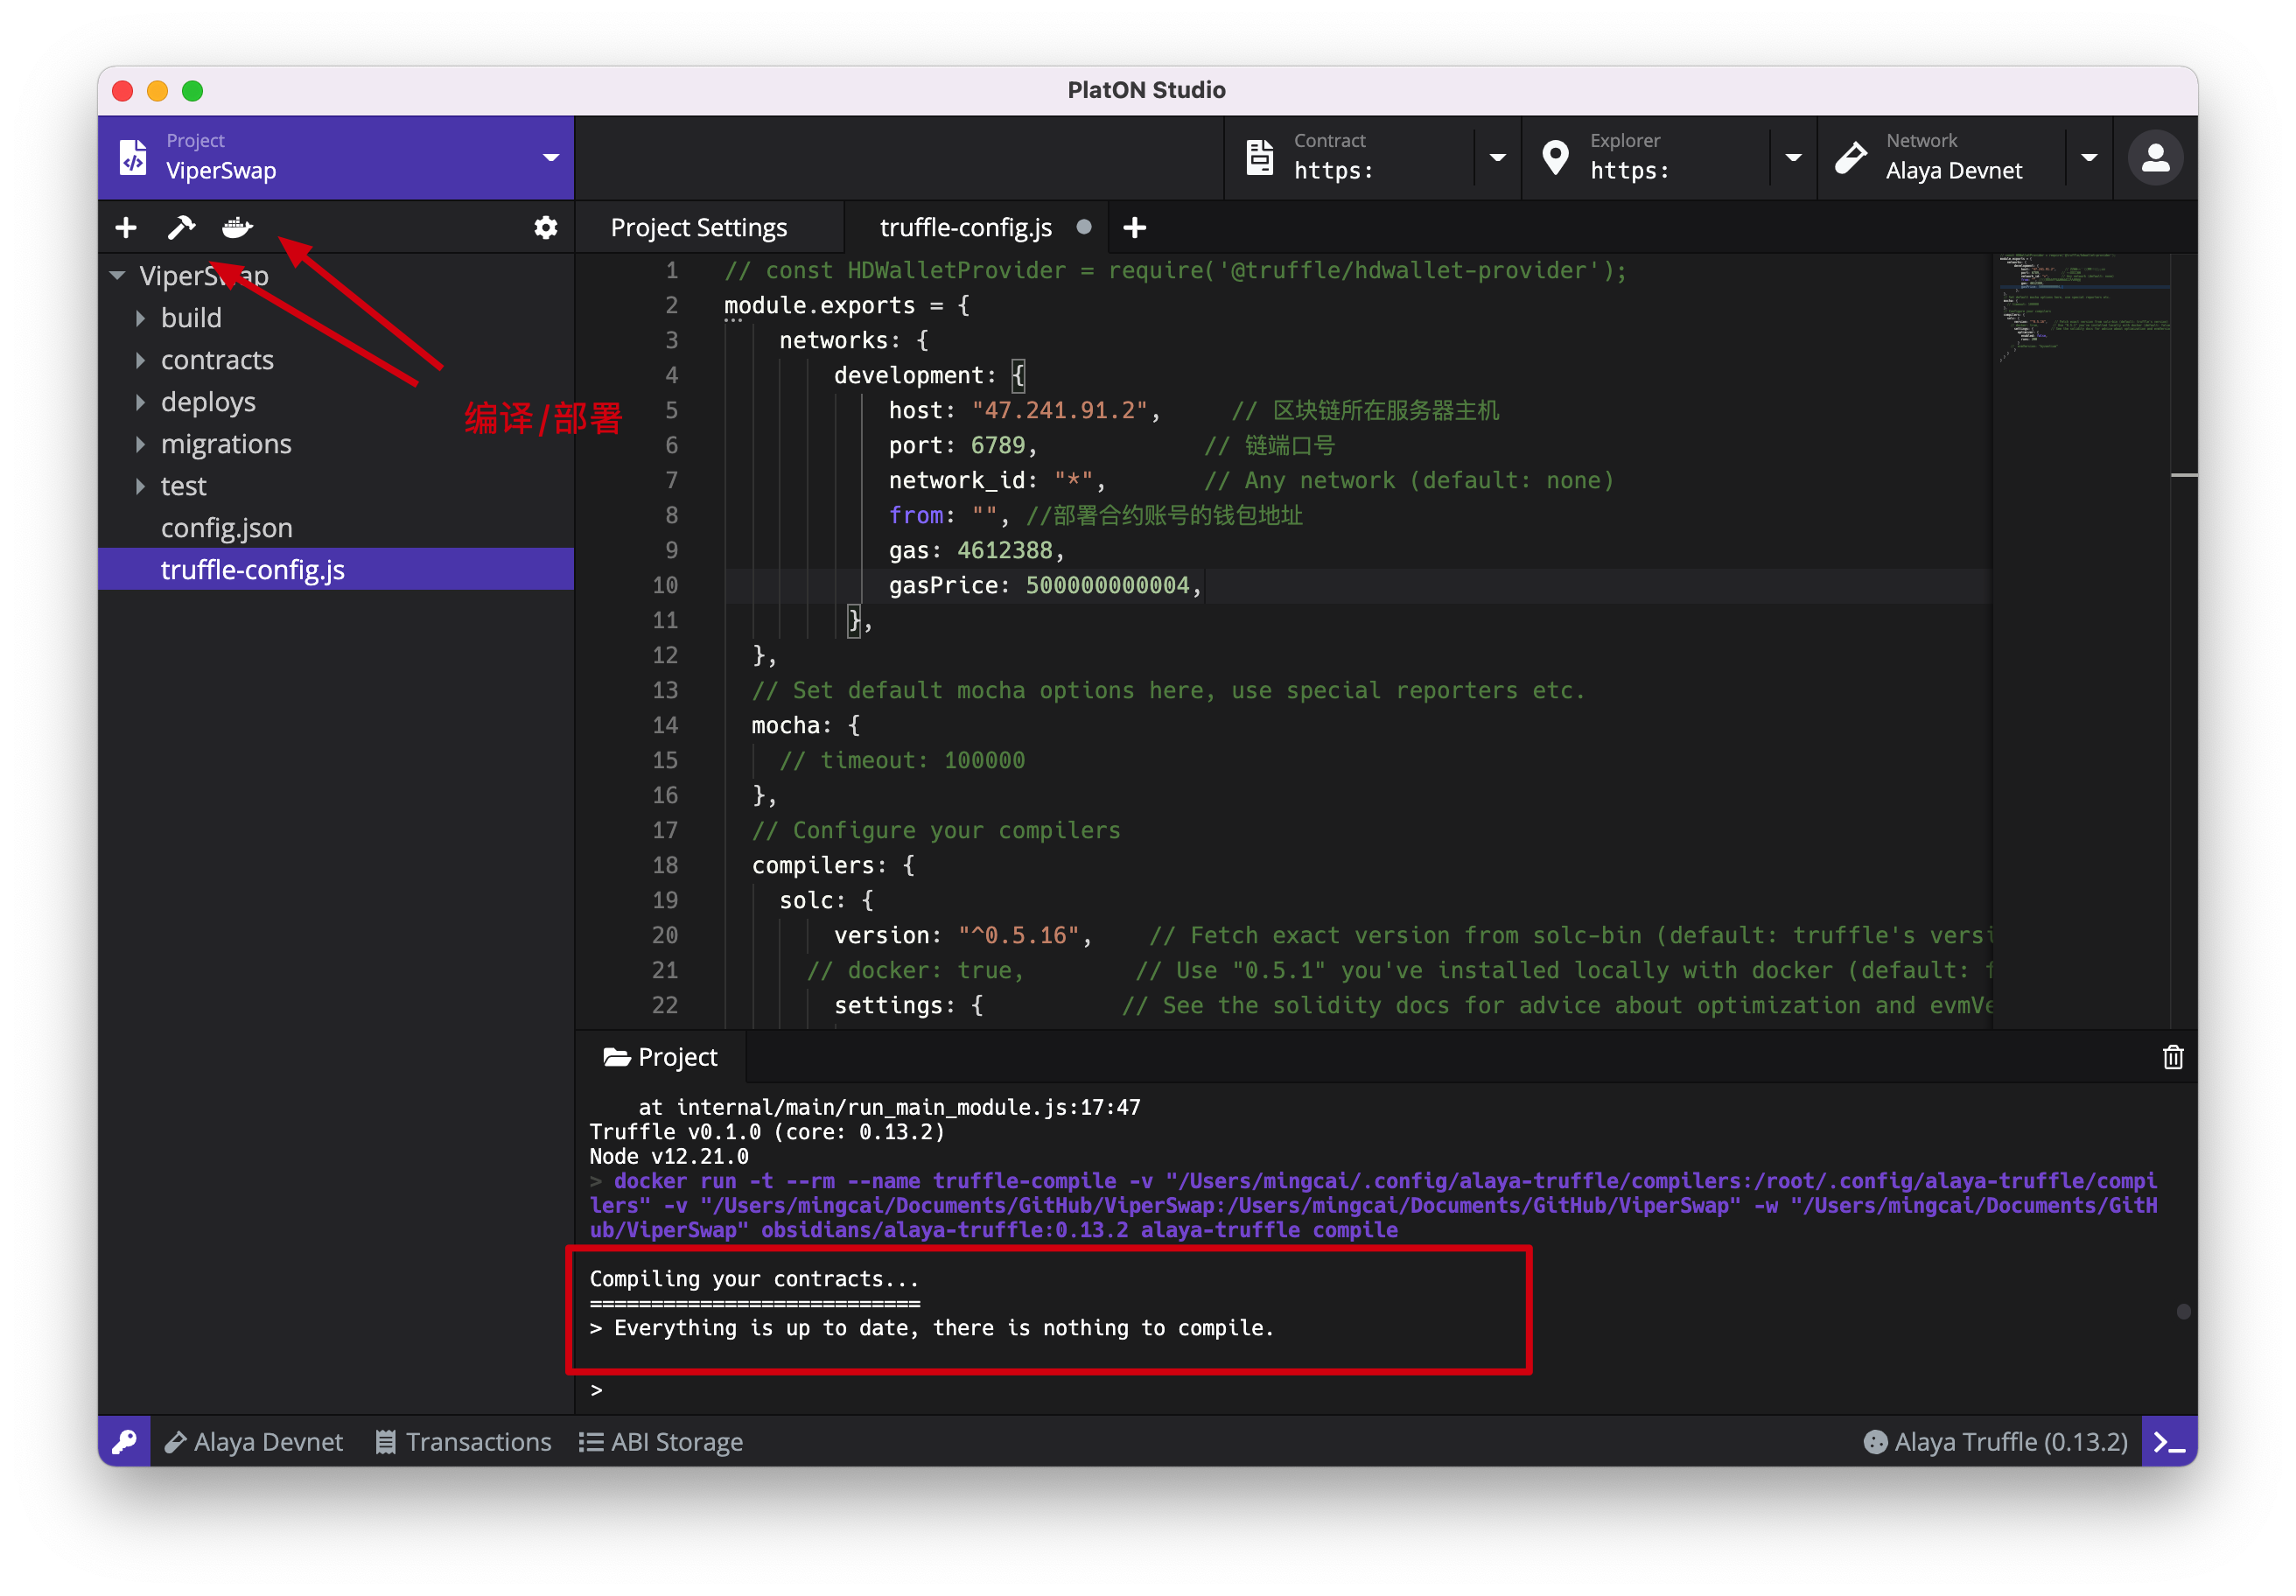 PlatON Studio
Project
ViperSwap
Contract
https:
Explorer
https:
Network
Alaya Devnet
Project Settings
truffle-config.js
ViperSwap
build
contracts
deploys
migrations
test
config.json
truffle-config.js
编译/部署
1 // const HDWalletProvider = require('@truffle/hdwallet-provider');
2 module.exports = {
3 networks: {
4 development: {
5 host: "47.241.91.2", // 区块链所在服务器主机
6 port: 6789, // 链端口号
7 network_id: "*", // Any network (default: none)
8 from: "", //部署合约账号的钱包地址
9 gas: 4612388,
10 gasPrice: 500000000004,
11 },
12 },
13 // Set default mocha options here, use special reporters etc.
14 mocha: {
15 // timeout: 100000
16 },
17 // Configure your compilers
18 compilers: {
19 solc: {
20 version: "^0.5.16", // Fetch exact version from solc-bin (default: truffle's versi
21 // docker: true, // Use "0.5.1" you've installed locally with docker (default: f
22 settings: { // See the solidity docs for advice about optimization and evmVe
Project
at internal/main/run_main_module.js:17:47
Truffle v0.1.0 (core: 0.13.2)
Node v12.21.0
> docker run -t --rm --name truffle-compile -v "/Users/mingcai/.config/alaya-truffle/compilers:/root/.config/alaya-truffle/compi
lers" -v "/Users/mingcai/Documents/GitHub/ViperSwap:/Users/mingcai/Documents/GitHub/ViperSwap" -w "/Users/mingcai/Documents/GitH
ub/ViperSwap" obsidians/alaya-truffle:0.13.2 alaya-truffle compile
Compiling your contracts...
===========================
> Everything is up to date, there is nothing to compile.
>
Alaya Devnet
Transactions
ABI Storage
Alaya Truffle (0.13.2)